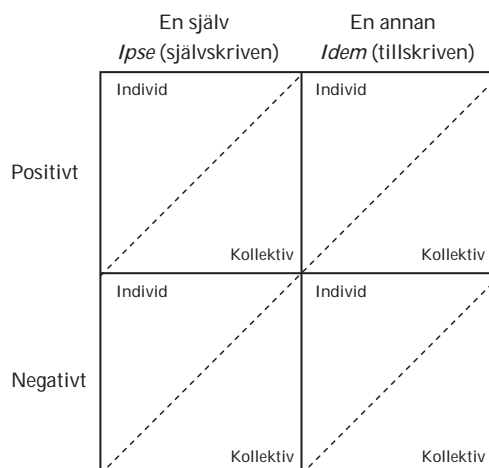 En själv
Ipse (självskriven)
En annan
Idem (tillskriven)
Positivt
Individ
Kollektiv
Individ
Kollektiv
Negativt
Individ
Kollektiv
Individ
Kollektiv